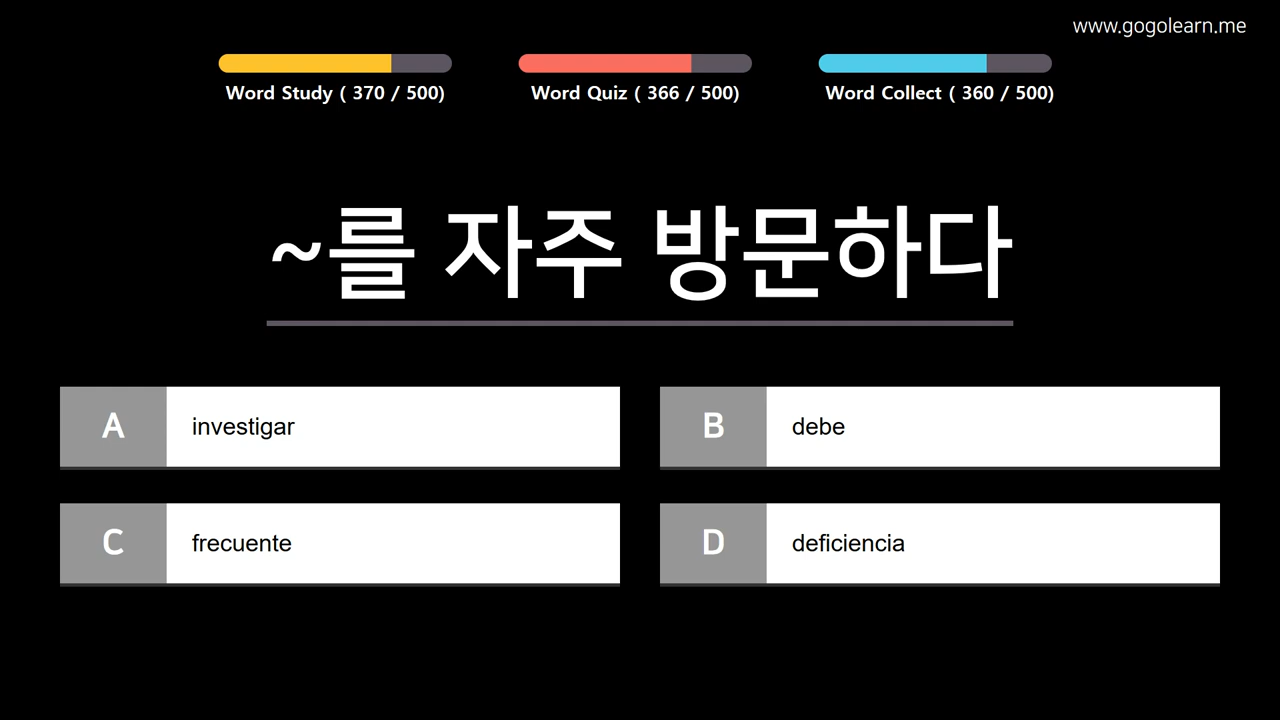 www.gogolearn.me
Word Study ( 370 / 500)
Word Quiz ( 366 / 500)
Word Collect ( 360 / 500)
~를 자주 방문하다
A investigar
B debe
C frecuente
D deficiencia